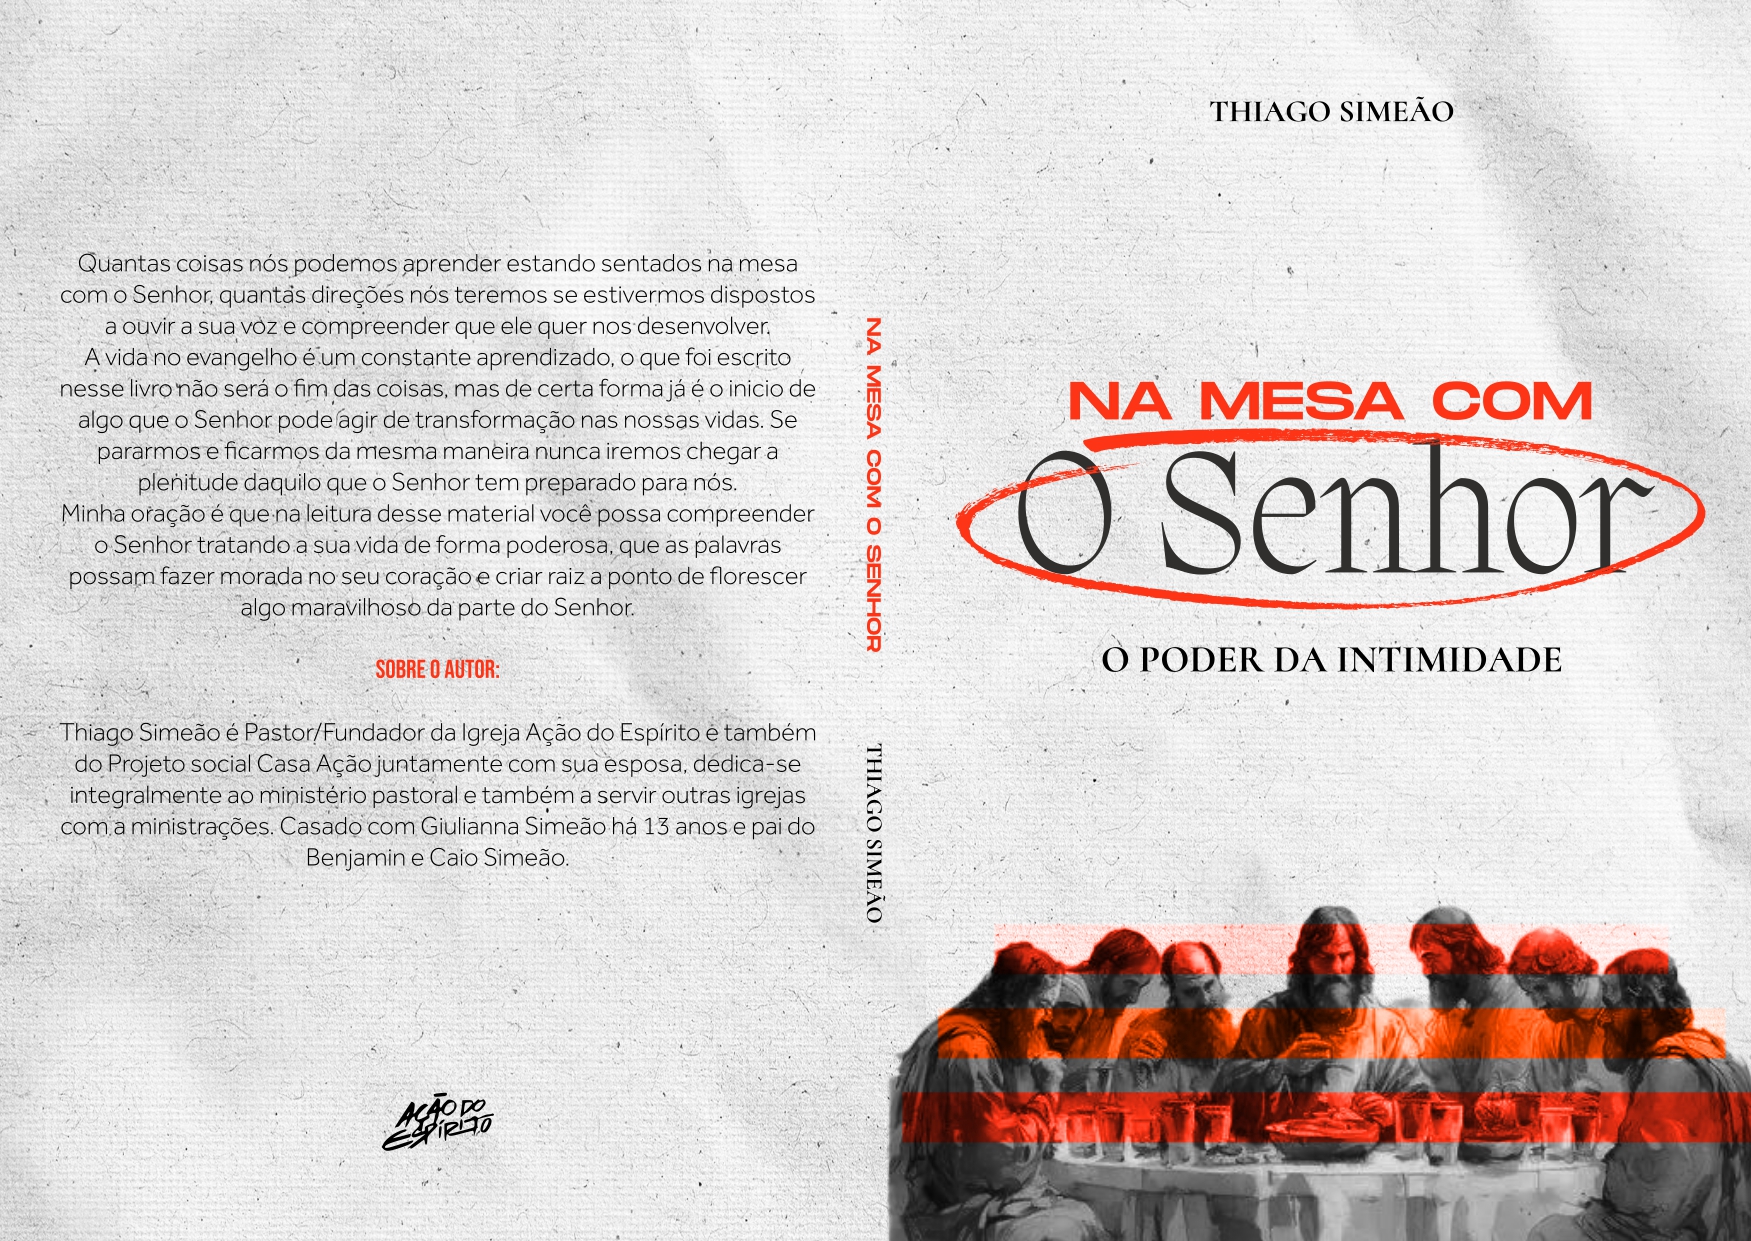 Quantas coisas nós podemos aprender estando sentados na mesa
com o Senhor, quantas direções nós teremos se estivermos dispostos
a ouvir a sua voz e compreender que ele quer nos desenvolver.
A vida no evangelho é um constante aprendizado, o que foi escrito
nesse livro não será o fim das coisas, mas de certa forma já é o inicio de
algo que o Senhor pode agir de transformação nas nossas vidas. Se
pararmos e ficarmos da mesma maneira nunca iremos chegar a
plenitude daquilo que o Senhor tem preparado para nós.
Minha oração é que na leitura desse material você possa compreender
o Senhor tratando a sua vida de forma poderosa, que as palavras
possam fazer morada no seu coração e criar raiz a ponto de florescer
algo maravilhoso da parte do Senhor.
SOBRE O AUTOR:
Thiago Simeão é Pastor/Fundador da Igreja Ação do Espírito e também
do Projeto social Casa Ação juntamente com sua esposa, dedica-se
integralmente ao ministério pastoral e também a servir outras igrejas
com a ministrações. Casado com Giulianna Simeão há 13 anos e pai do
Benjamin e Caio Simeão.
AÇÃO DO
ESPÍRITO
NA MESA COM O SENHOR
THIAGO SIMEÃO
THIAGO SIMEÃO
NA MESA COM
O Senhor
O PODER DA INTIMIDADE